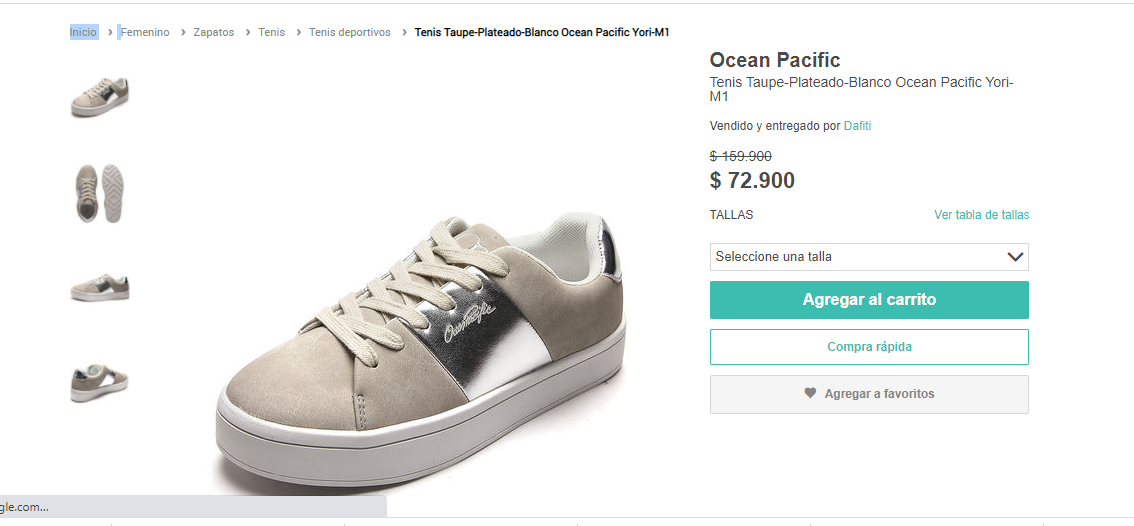 Inicio > Femenino > Zapatos > Tenis > Tenis deportivos > Tenis Taupe-Plateado-Blanco Ocean Pacific Yori-M1
Ocean Pacific
Tenis Taupe-Plateado-Blanco Ocean Pacific Yori-
M1
Vendido y entregado por Dafiti
$ 159.900
$ 72.900
TALLAS
Ver tabla de tallas
Seleccione una talla
Agregar al carrito
Compra rápida
Agregar a favoritos
Ocean Pacific
gle.com...